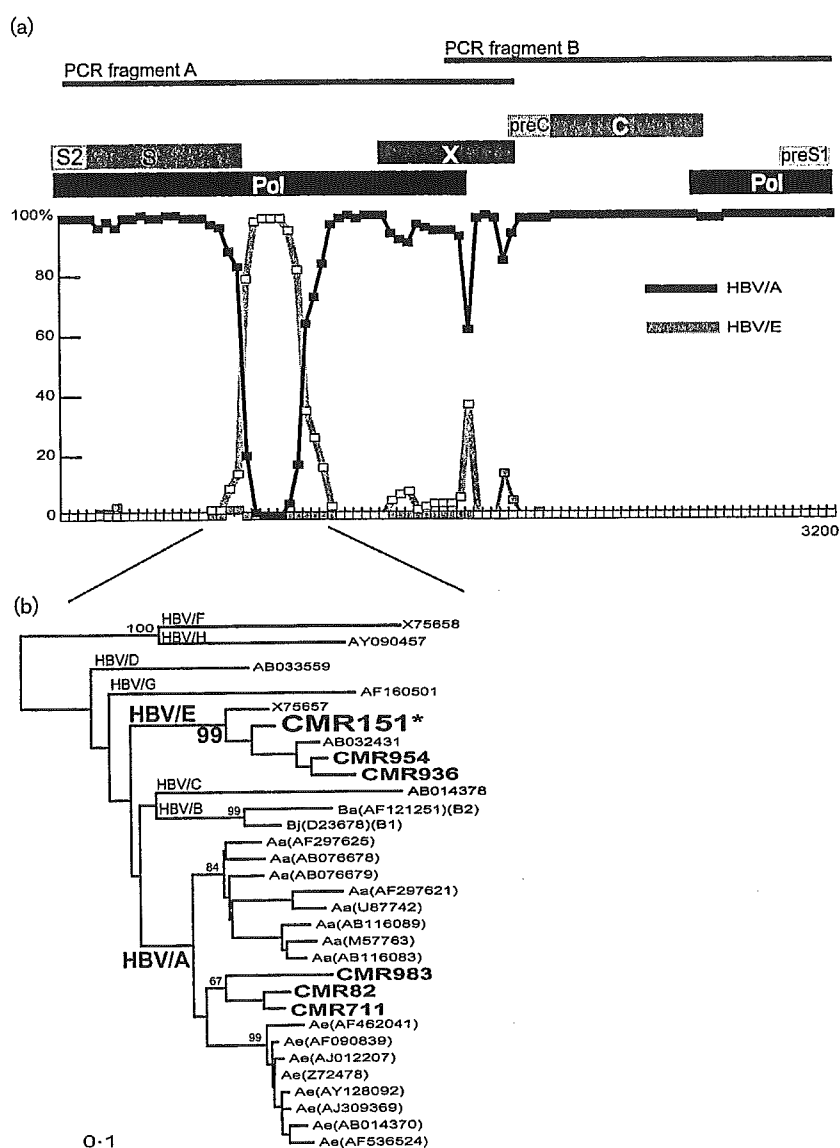 (a)
PCR fragment B
PCR fragment A
preC C
S2 S X preS1
Pol Pol
100%
80
60
40
20
0
HBV/A
HBV/E
3200
(b)
HBV/F X75658
100
HBV/H AY090457
HBV/D AB033559
HBV/G AF160501
HBV/E X75657
99 CMR151*
AB032431
CMR954
CMR936
HBV/C AB014378
HBV/B 99 Ba(AF121251)(B2)
Bj(D23678)(B1)
Aa(AF297625)
84 Aa(AB076678)
Aa(AB076679)
Aa(AF297621)
Aa(U87742)
Aa(AB116089)
Aa(M57763)
HBV/A Aa(AB116083)
67 CMR983
CMR82
CMR711
Ae(AF462041)
99 Ae(AF090839)
Ae(AJ012207)
Ae(Z72478)
Ae(AY128092)
Ae(AJ309369)
Ae(AB014370)
0·1 Ae(AF536524)